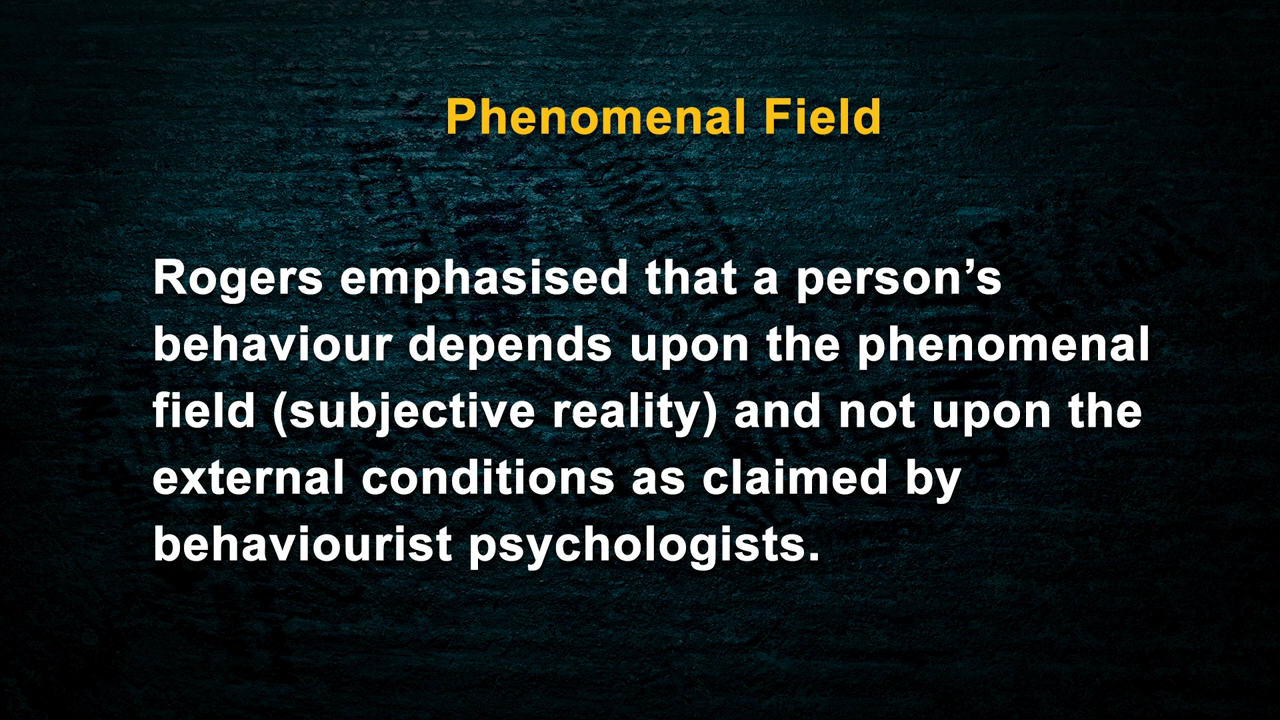 Phenomenal Field
Rogers emphasised that a person’s
behaviour depends upon the phenomenal
field (subjective reality) and not upon the
external conditions as claimed by
behaviourist psychologists.